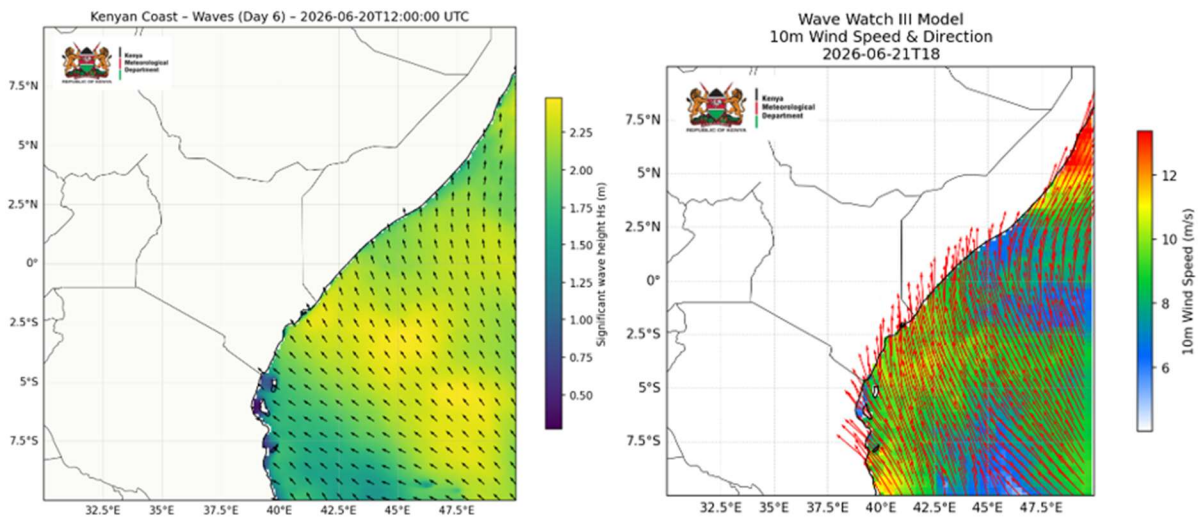 Kenyan Coast – Waves (Day 6) – 2026-06-20T12:00:00 UTC
Kenya
Meteorological
Department
REPUBLIC OF KENYA
7.5°N
5°N
2.5°N
0°
2.5°S
5°S
7.5°S
32.5°E
35°E
37.5°E
40°E
42.5°E
45°E
47.5°E
2.25
2.00
1.75
1.50
1.25
1.00
0.75
0.50
Significant wave height Hs (m)
Wave Watch III Model
10m Wind Speed & Direction
2026-06-21T18
Kenya
Meteorological
Department
REPUBLIC OF KENYA
7.5°N
5°N
2.5°N
0°
2.5°S
5°S
7.5°S
32.5°E
35°E
37.5°E
40°E
42.5°E
45°E
47.5°E
12
10
8
6
10m Wind Speed (m/s)